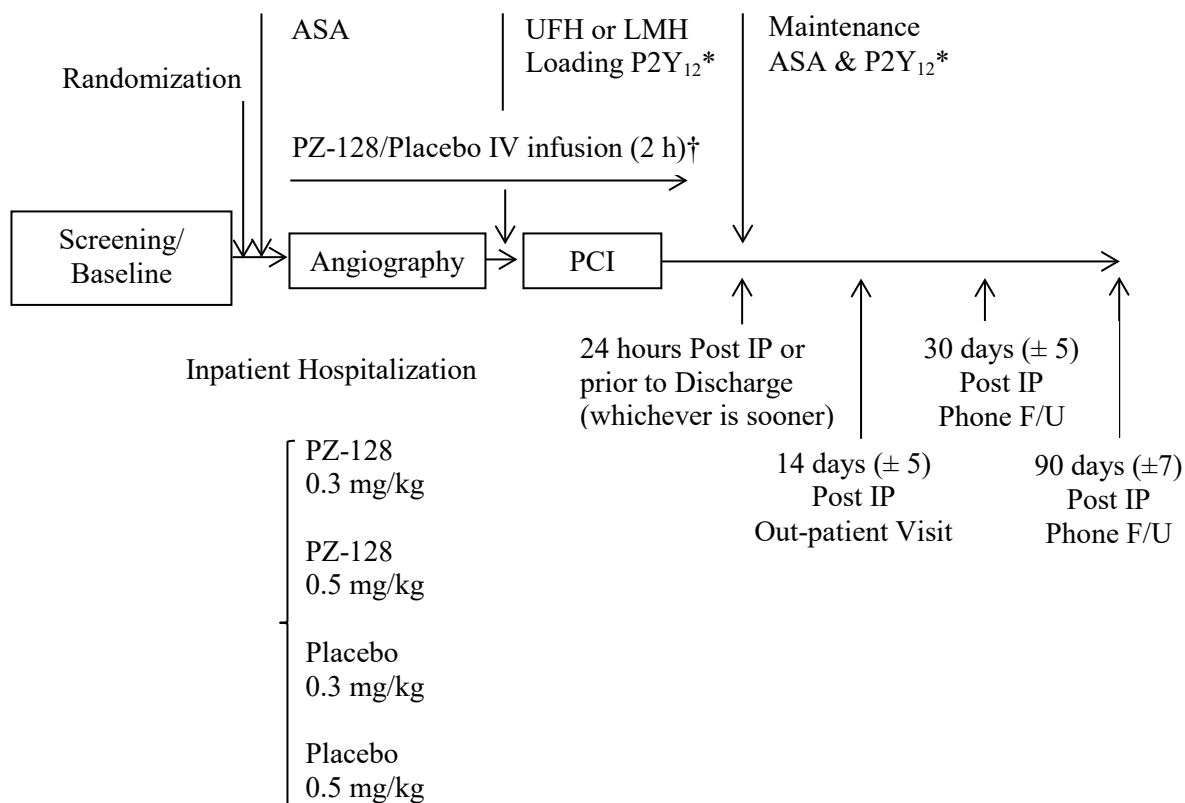 ASA
UFH or LMH
Loading P2Y₁₂*
Maintenance
ASA & P2Y₁₂*
Randomization
PZ-128/Placebo IV infusion (2 h)†
Screening/
Baseline
Angiography
PCI
Inpatient Hospitalization
24 hours Post IP or
prior to Discharge
(whichever is sooner)
30 days (± 5)
Post IP
Phone F/U
14 days (± 5)
Post IP
Out-patient Visit
90 days (±7)
Post IP
Phone F/U
PZ-128
0.3 mg/kg
PZ-128
0.5 mg/kg
Placebo
0.3 mg/kg
Placebo
0.5 mg/kg